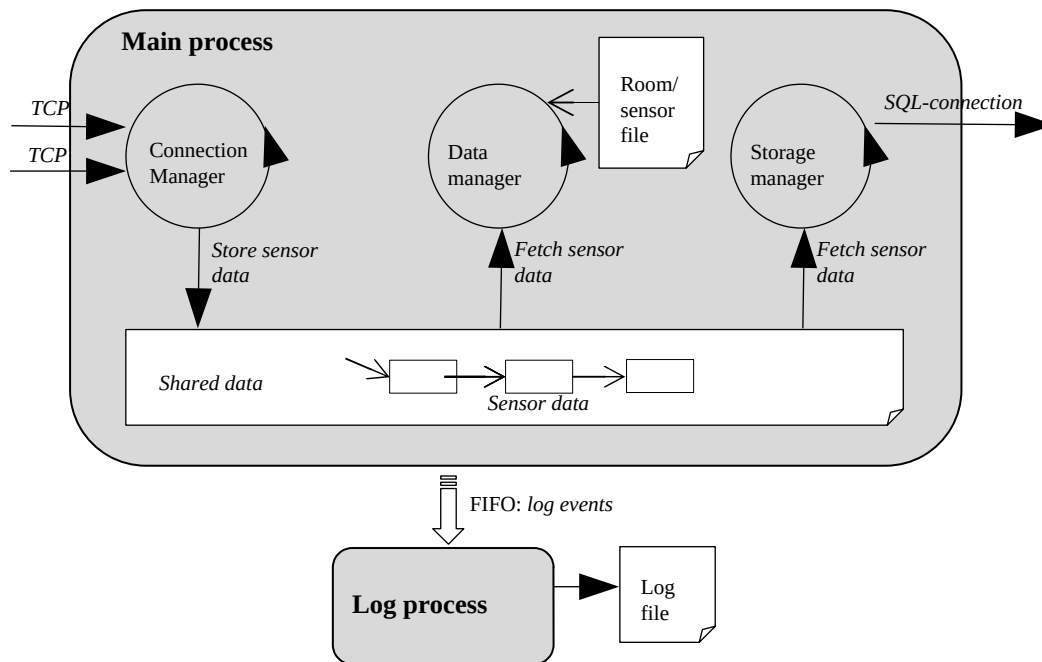 Main process
TCP
TCP
Connection
Manager
Data
manager
Room/
sensor
file
Storage
manager
SQL-connection
Store sensor
data
Fetch sensor
data
Fetch sensor
data
Shared data
Sensor data
FIFO: log events
Log process
Log
file